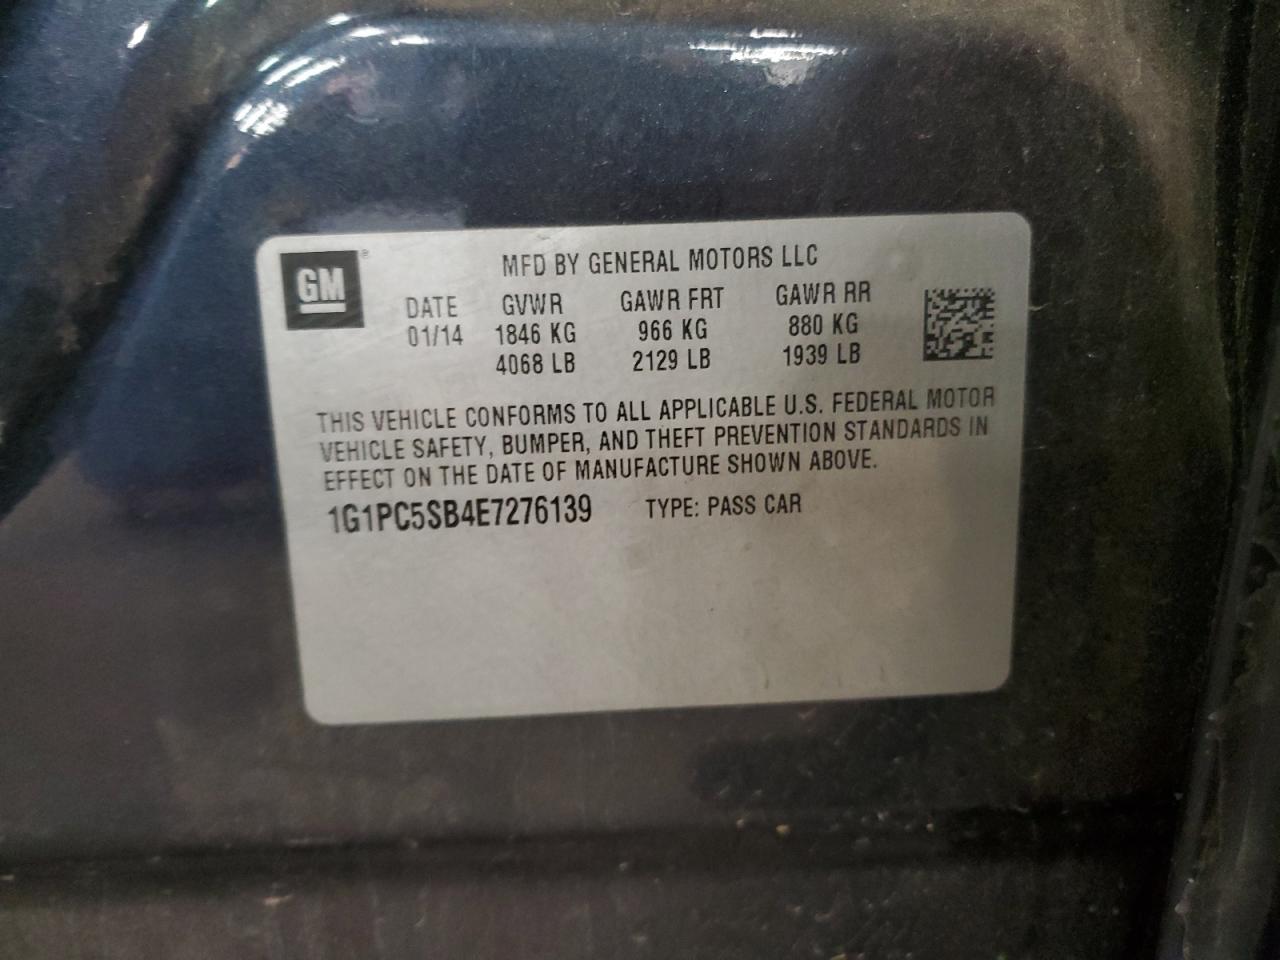 GM®
MFD BY GENERAL MOTORS LLC
DATE GVWR GAWR FRT GAWR RR
01/14 1846 KG 966 KG 880 KG
4068 LB 2129 LB 1939 LB
THIS VEHICLE CONFORMS TO ALL APPLICABLE U.S. FEDERAL MOTOR
VEHICLE SAFETY, BUMPER, AND THEFT PREVENTION STANDARDS IN
EFFECT ON THE DATE OF MANUFACTURE SHOWN ABOVE.
1G1PC5SB4E7276139 TYPE: PASS CAR